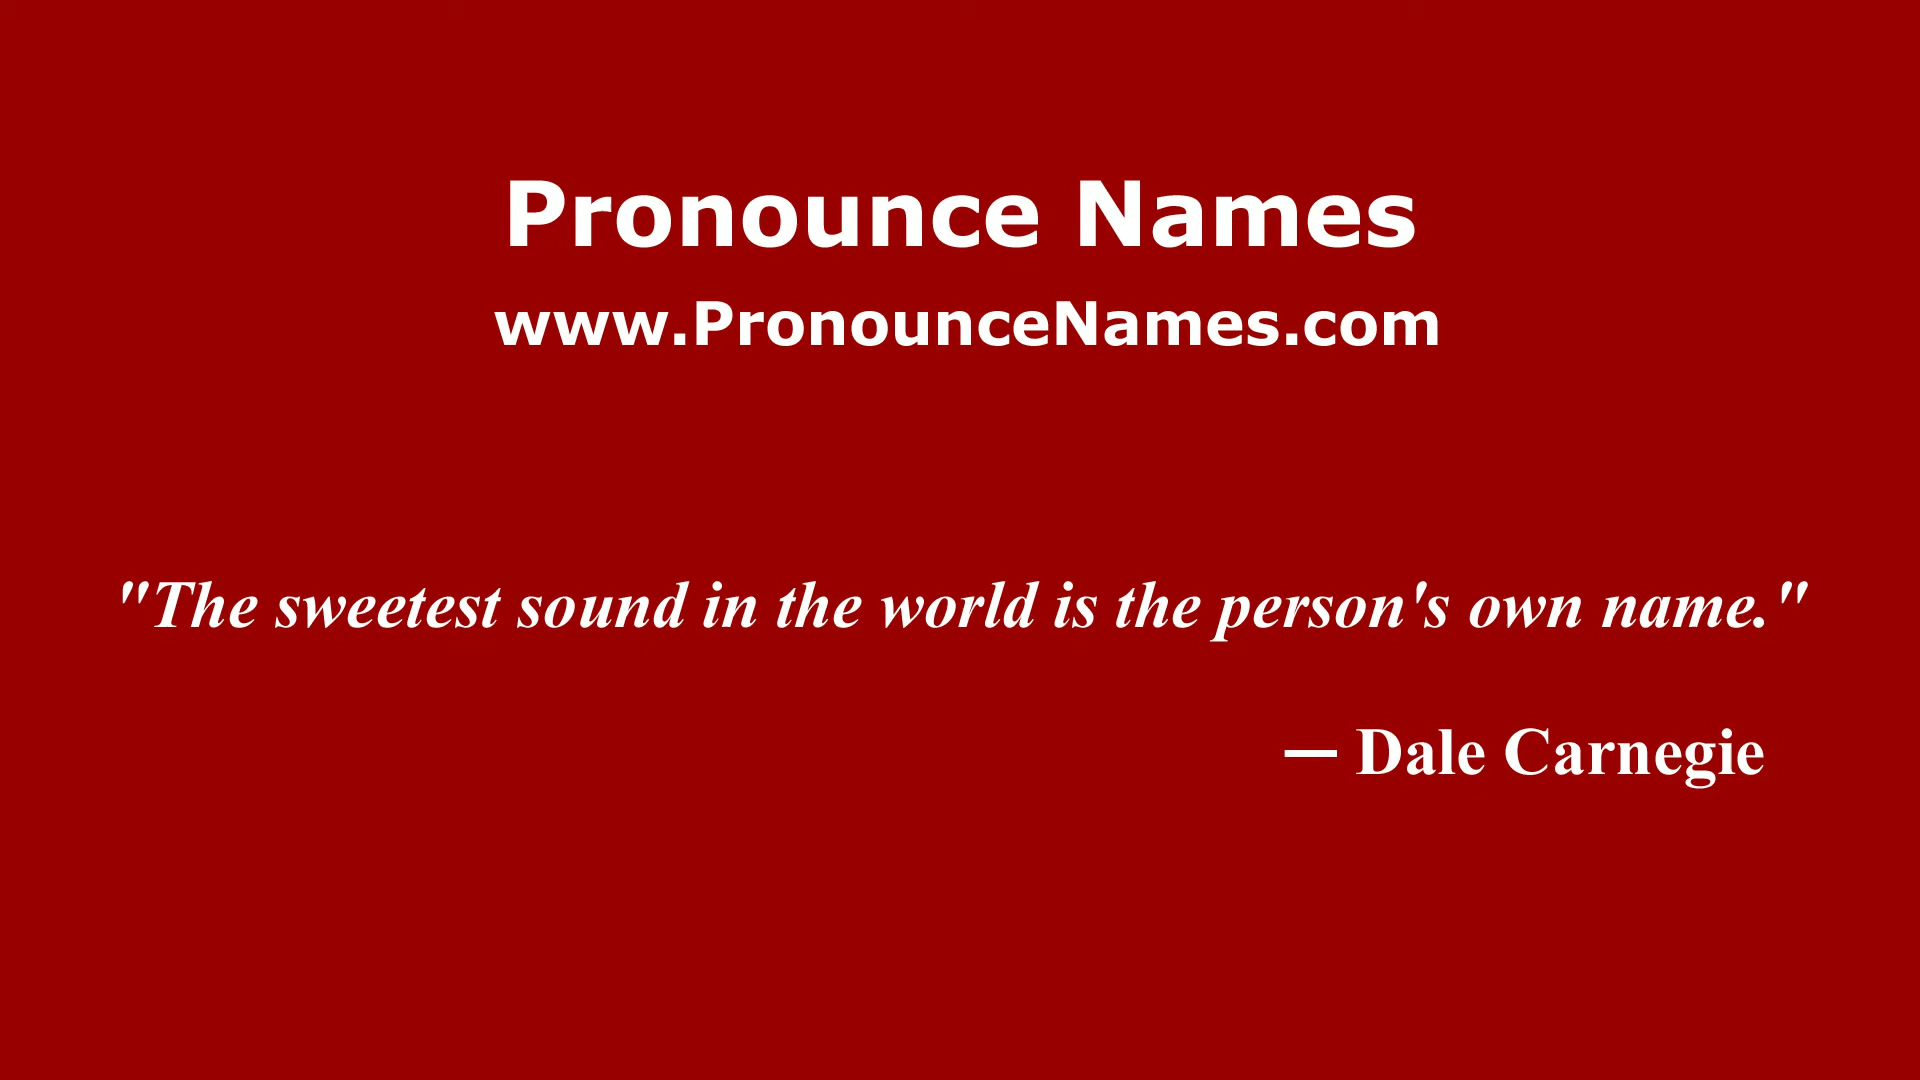 Pronounce Names
www.PronounceNames.com
"The sweetest sound in the world is the person's own name."
— Dale Carnegie